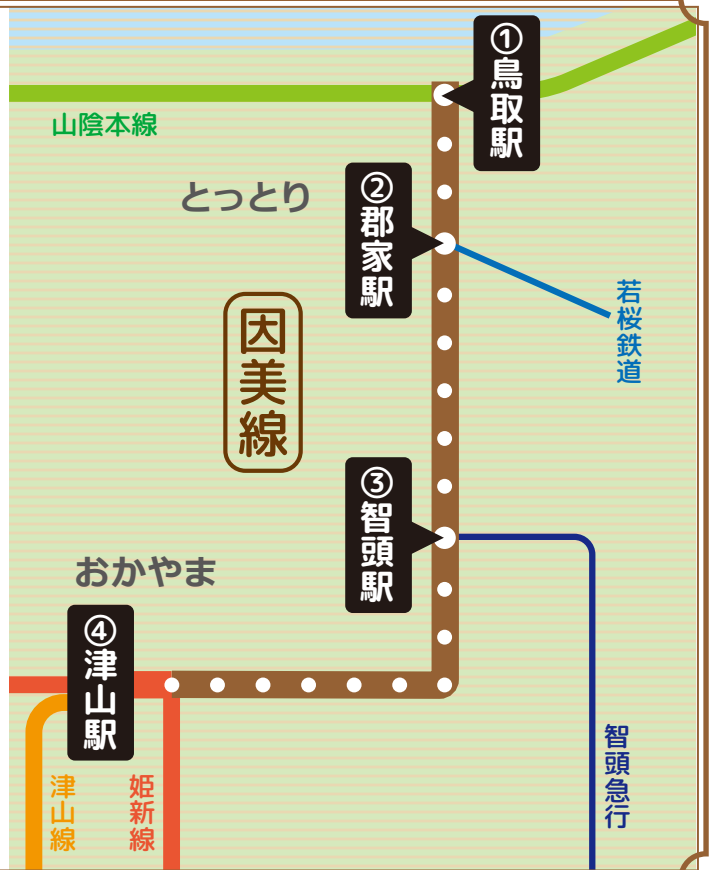 ①鳥取駅
山陰本線
とっとり
②郡家駅
若桜鉄道
因美線
③智頭駅
おかやま
④津山駅
智頭急行
津山線
姫新線